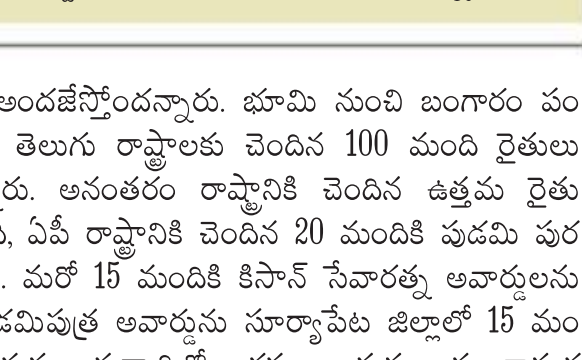 అందజేస్తోందన్నారు. భూమి నుంచి బంగారం పం
తెలుగు రాష్ట్రాలకు చెందిన 100 మంది రైతులు
రు. అనంతరం రాష్ట్రానికి చెందిన ఉత్తమ రైతు
ఏపీ రాష్ట్రానికి చెందిన 20 మందికి పుడమి పుర
. మరో 15 మందికి కిసాన్ సేవారత్న అవార్డులను
డమిపుత్ర అవార్డును సూర్యాపేట జిల్లాలో 15 మం